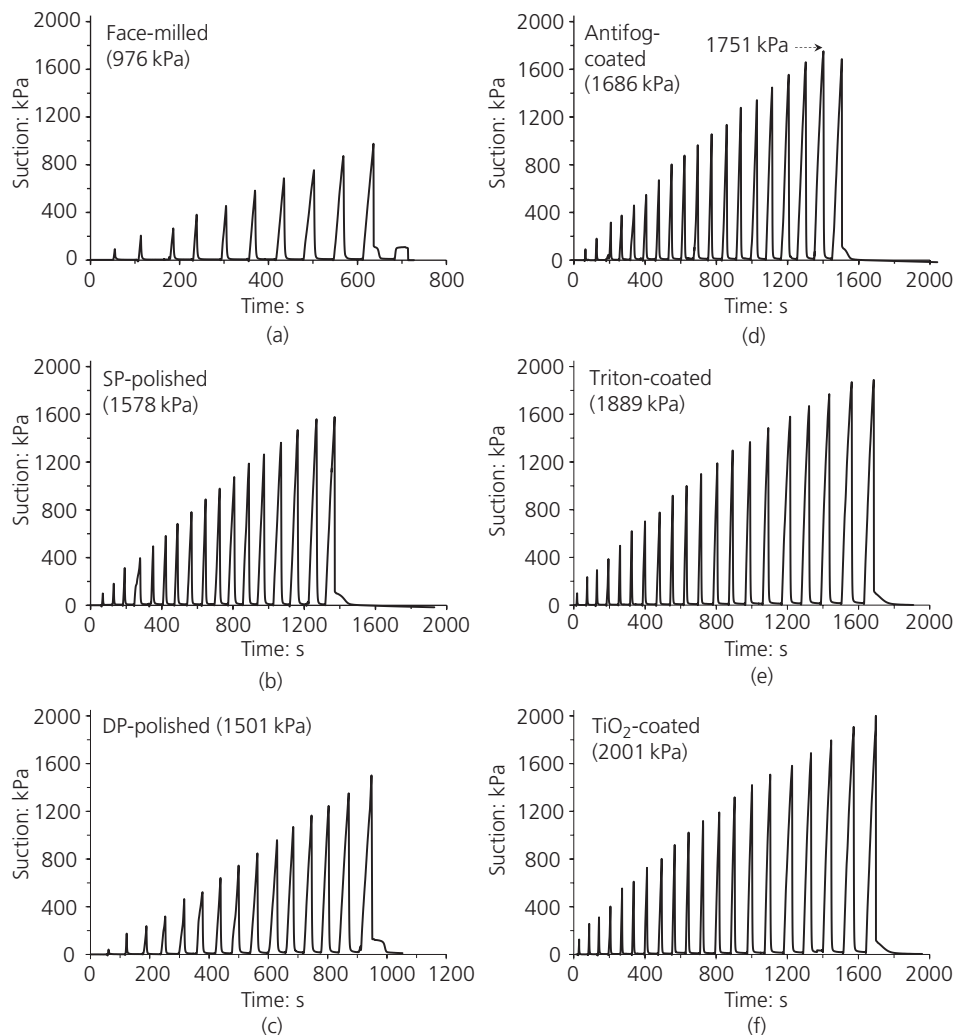 Face-milled
(976 kPa)
2000
1600
1200
800
400
0
Suction: kPa
0 200 400 600 800
Time: s
(a)
SP-polished
(1578 kPa)
2000
1600
1200
800
400
0
Suction: kPa
0 400 800 1200 1600 2000
Time: s
(b)
DP-polished (1501 kPa)
2000
1600
1200
800
400
0
Suction: kPa
0 200 400 600 800 1000 1200
Time: s
(c)
Antifog-
coated
(1686 kPa)
1751 kPa
2000
1600
1200
800
400
0
Suction: kPa
0 400 800 1200 1600 2000
Time: s
(d)
Triton-coated
(1889 kPa)
2000
1600
1200
800
400
0
Suction: kPa
0 400 800 1200 1600 2000
Time: s
(e)
TiO₂-coated
(2001 kPa)
2000
1600
1200
800
400
0
Suction: kPa
0 400 800 1200 1600 2000
Time: s
(f)